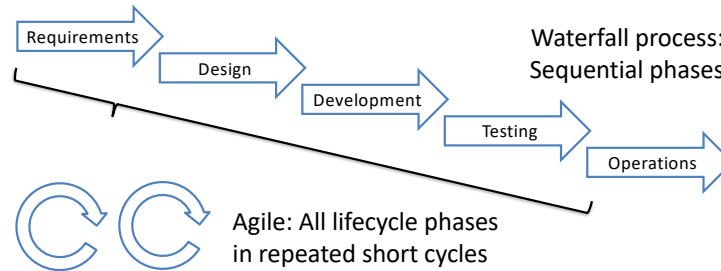 Requirements
Waterfall process:
Sequential phases
Design
Development
Testing
Operations
Agile: All lifecycle phases
in repeated short cycles